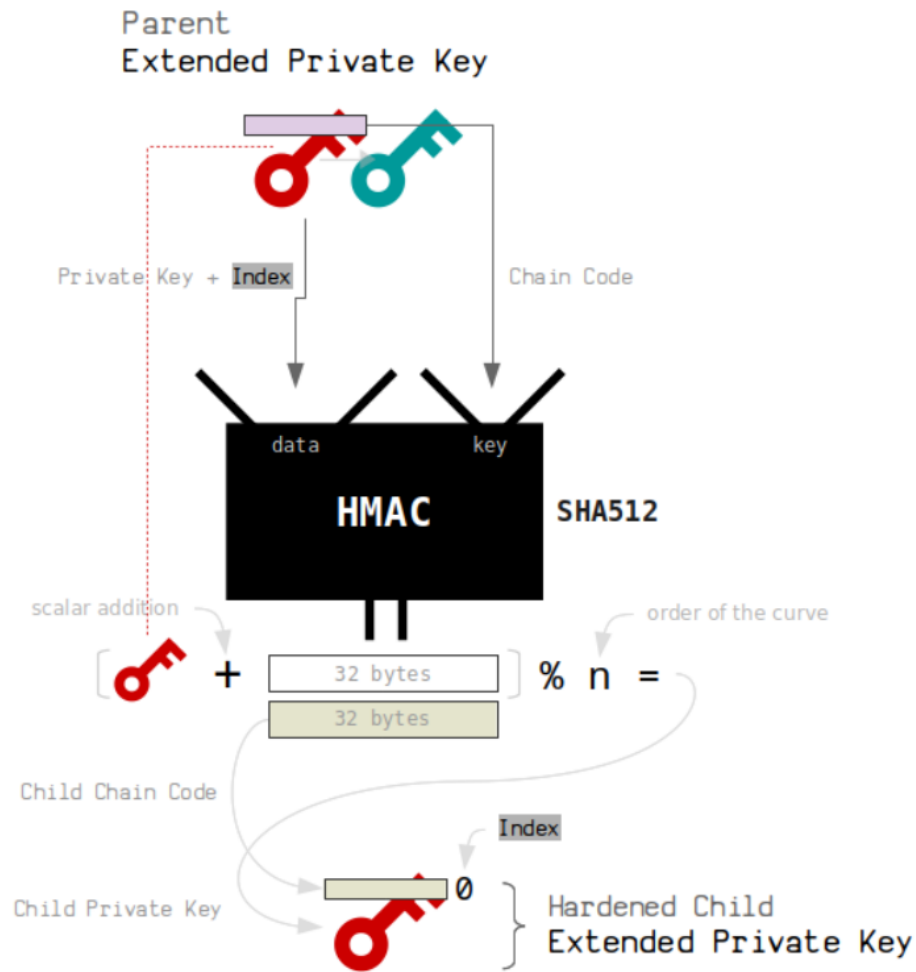 Parent
Extended Private Key
Private Key + Index
Chain Code
data
key
HMAC
SHA512
scalar addition
order of the curve
+
32 bytes
% n =
32 bytes
Child Chain Code
Index
0
Child Private Key
Hardened Child
Extended Private Key